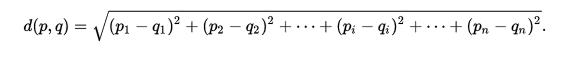 d(p, q) = √((p₁ − q₁)² + (p₂ − q₂)² + ⋯ + (pᵢ − qᵢ)² + ⋯ + (pₙ − qₙ)²).